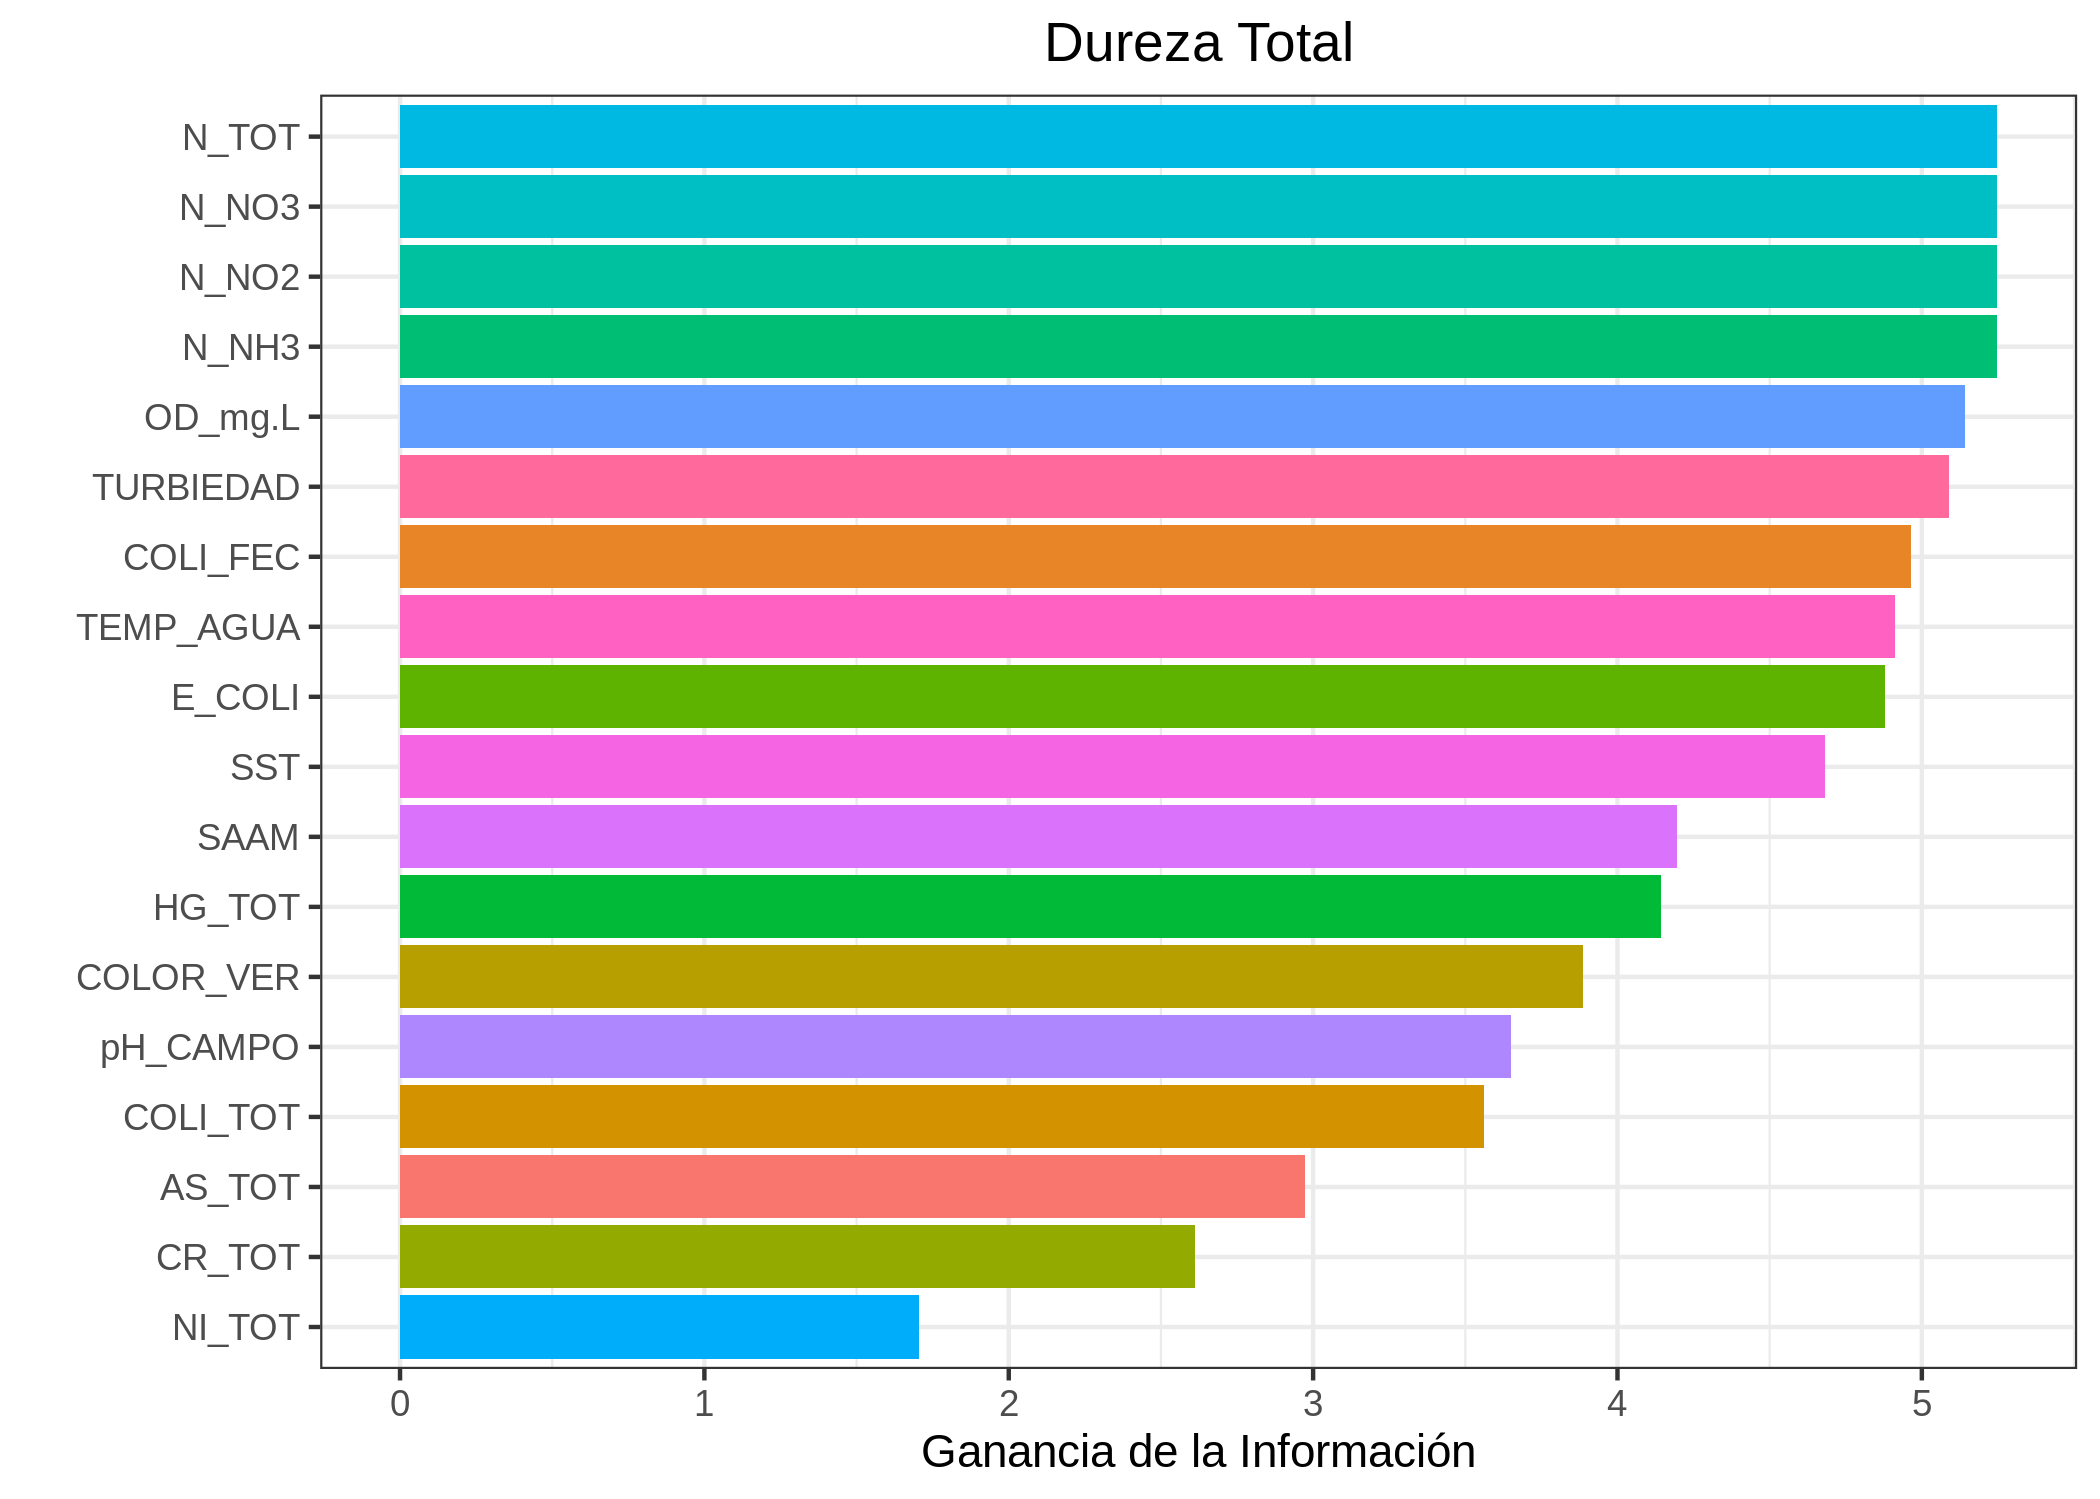 Dureza Total
N_TOT
N_NO3
N_NO2
N_NH3
OD_mg.L
TURBIEDAD
COLI_FEC
TEMP_AGUA
E_COLI
SST
SAAM
HG_TOT
COLOR_VER
pH_CAMPO
COLI_TOT
AS_TOT
CR_TOT
NI_TOT
0 1 2 3 4 5
Ganancia de la Información